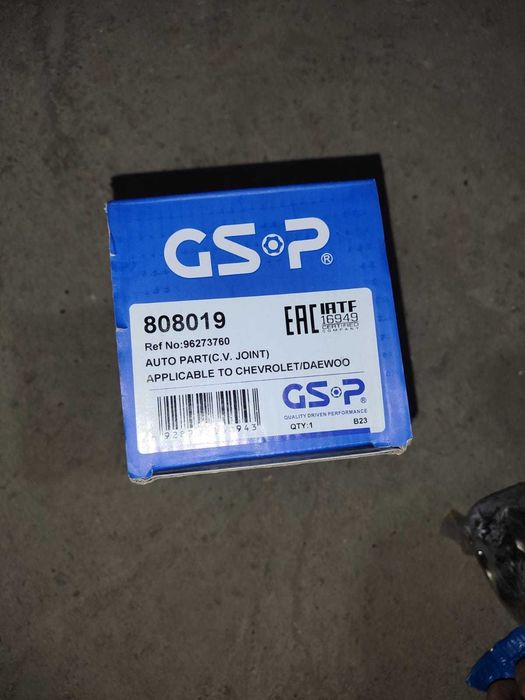 GSP®
808019
Ref No:96273760
AUTO PART(C.V. JOINT)
APPLICABLE TO CHEVROLET/DAEWOO
EAC
IATF
16949
CERTIFIED
COMPANY
GSP®
QUALITY DRIVEN PERFORMANCE
QTY:1
B23